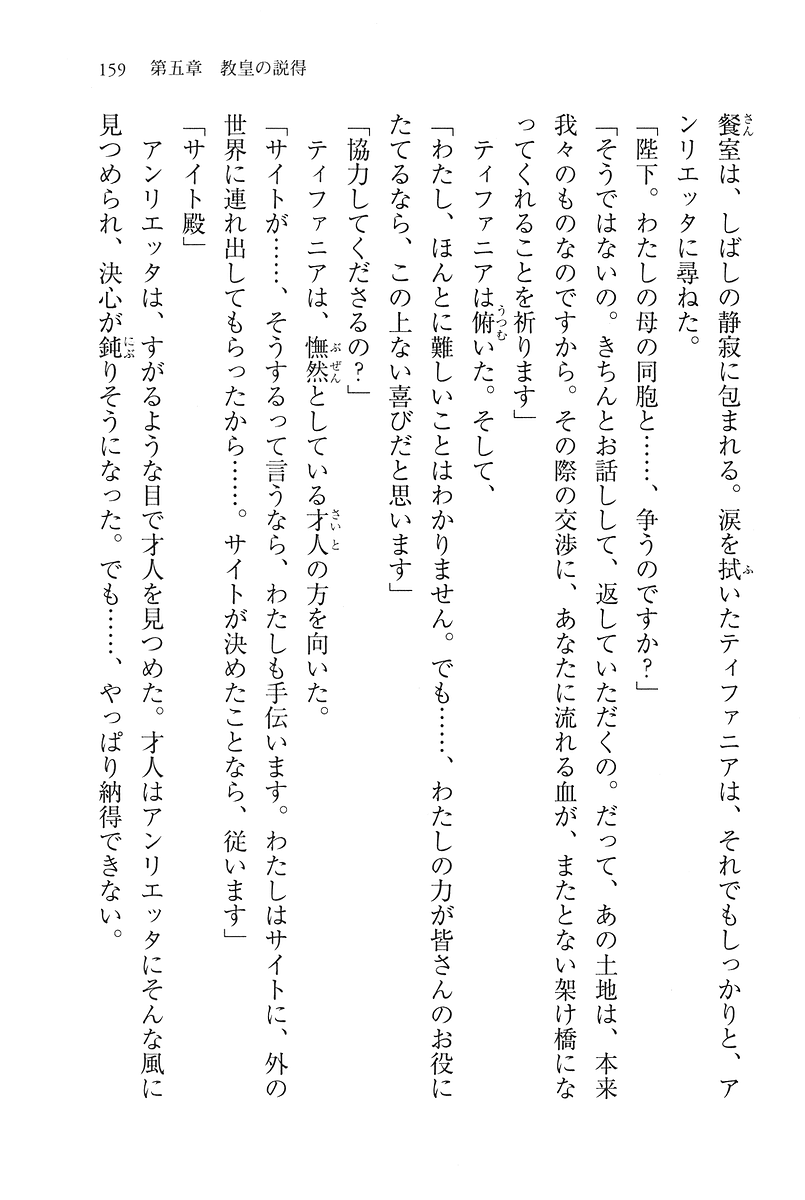 159　第五章　教皇の説得
餐室は、しばしの静寂に包まれる。涙を拭いたティファニアは、それでもしっかりと、ア
ンリエッタに尋ねた。
「陛下。わたしの母の同胞と……、争うのですか？」
「そうではないの。きちんとお話しして、返していただくの。だって、あの土地は、本来
我々のものなのですから。その際の交渉に、あなたに流れる血が、またとない架け橋にな
ってくれることを祈ります」
ティファニアは俯いた。そして、
「わたし、ほんとに難しいことはわかりません。でも……、わたしの力が皆さんのお役に
たてるなら、この上ない喜びだと思います」
「協力してくださるの？」
ティファニアは、憮然としている才人の方を向いた。
「サイトが……、そうするって言うなら、わたしも手伝います。わたしはサイトに、外の
世界に連れ出してもらったから……。サイトが決めたことなら、従います」
「サイト殿」
アンリエッタは、すがるような目で才人を見つめた。才人はアンリエッタにそんな風に
見つめられ、決心が鈍りそうになった。でも……、やっぱり納得できない。